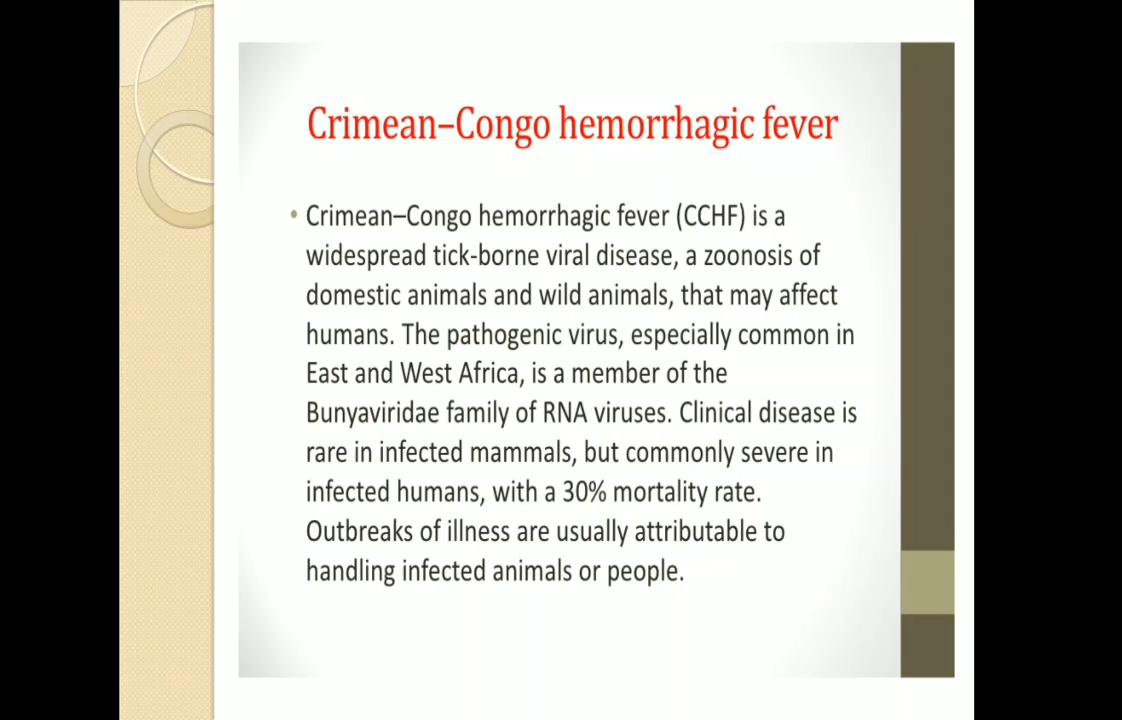 Crimean–Congo hemorrhagic fever
• Crimean–Congo hemorrhagic fever (CCHF) is a
widespread tick-borne viral disease, a zoonosis of
domestic animals and wild animals, that may affect
humans. The pathogenic virus, especially common in
East and West Africa, is a member of the
Bunyaviridae family of RNA viruses. Clinical disease is
rare in infected mammals, but commonly severe in
infected humans, with a 30% mortality rate.
Outbreaks of illness are usually attributable to
handling infected animals or people.